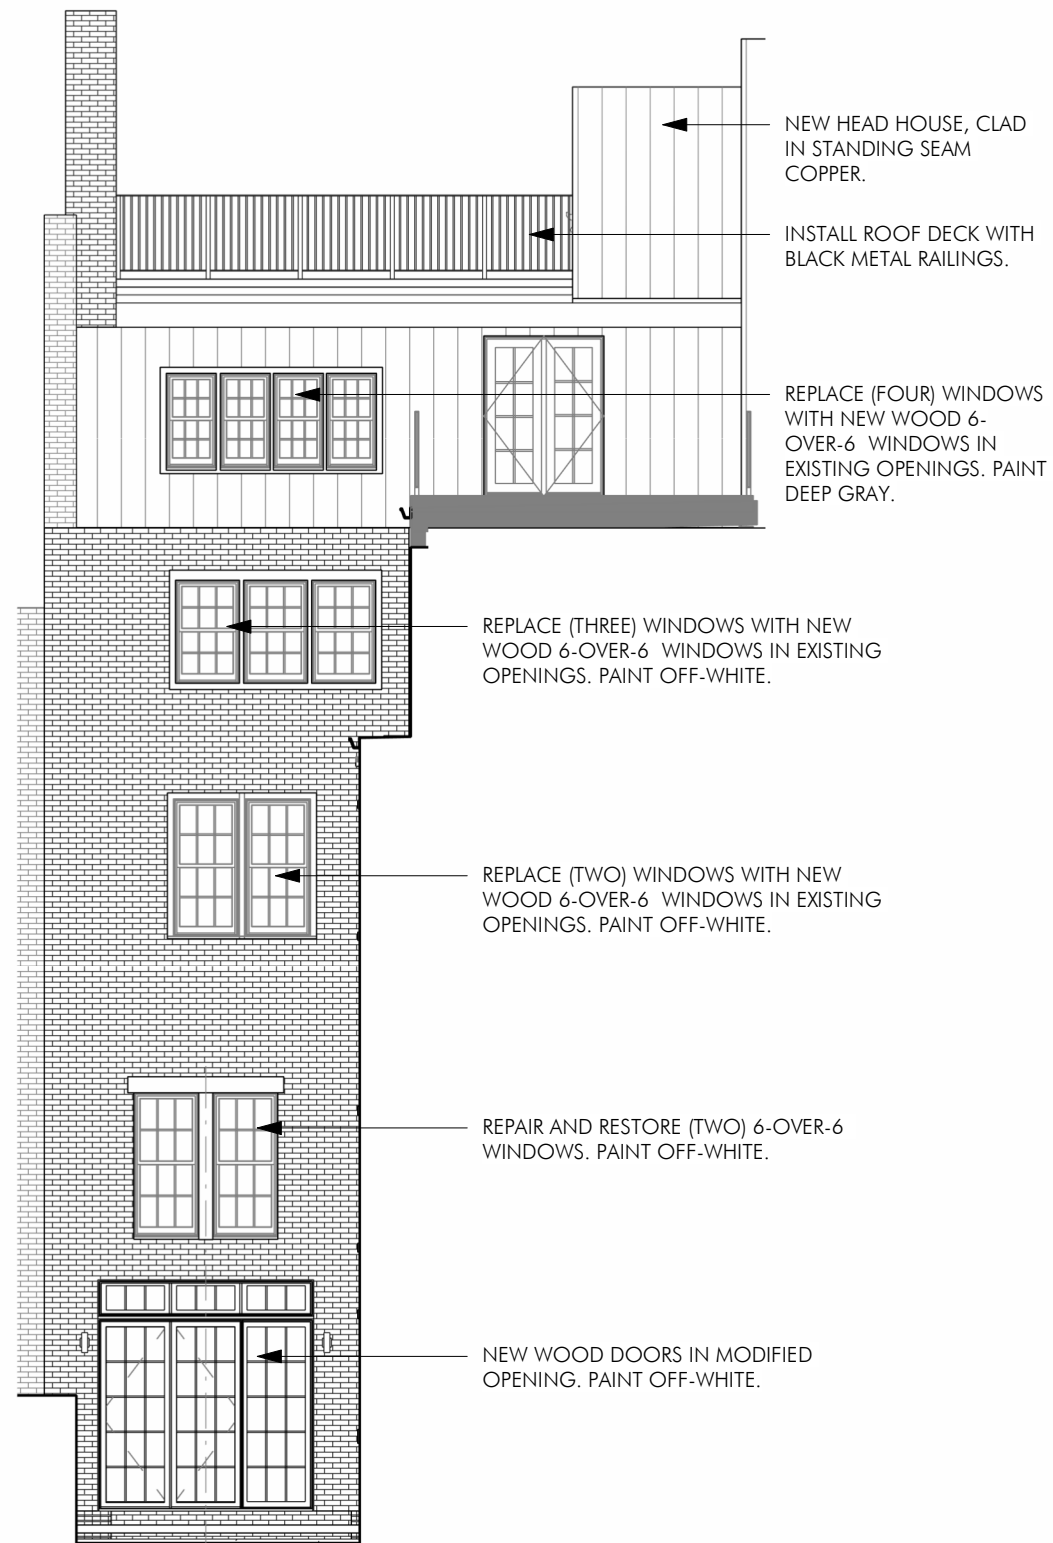 NEW HEAD HOUSE, CLAD
IN STANDING SEAM
COPPER.
INSTALL ROOF DECK WITH
BLACK METAL RAILINGS.
REPLACE (FOUR) WINDOWS
WITH NEW WOOD 6-
OVER-6 WINDOWS IN
EXISTING OPENINGS. PAINT
DEEP GRAY.
REPLACE (THREE) WINDOWS WITH NEW
WOOD 6-OVER-6 WINDOWS IN EXISTING
OPENINGS. PAINT OFF-WHITE.
REPLACE (TWO) WINDOWS WITH NEW
WOOD 6-OVER-6 WINDOWS IN EXISTING
OPENINGS. PAINT OFF-WHITE.
REPAIR AND RESTORE (TWO) 6-OVER-6
WINDOWS. PAINT OFF-WHITE.
NEW WOOD DOORS IN MODIFIED
OPENING. PAINT OFF-WHITE.